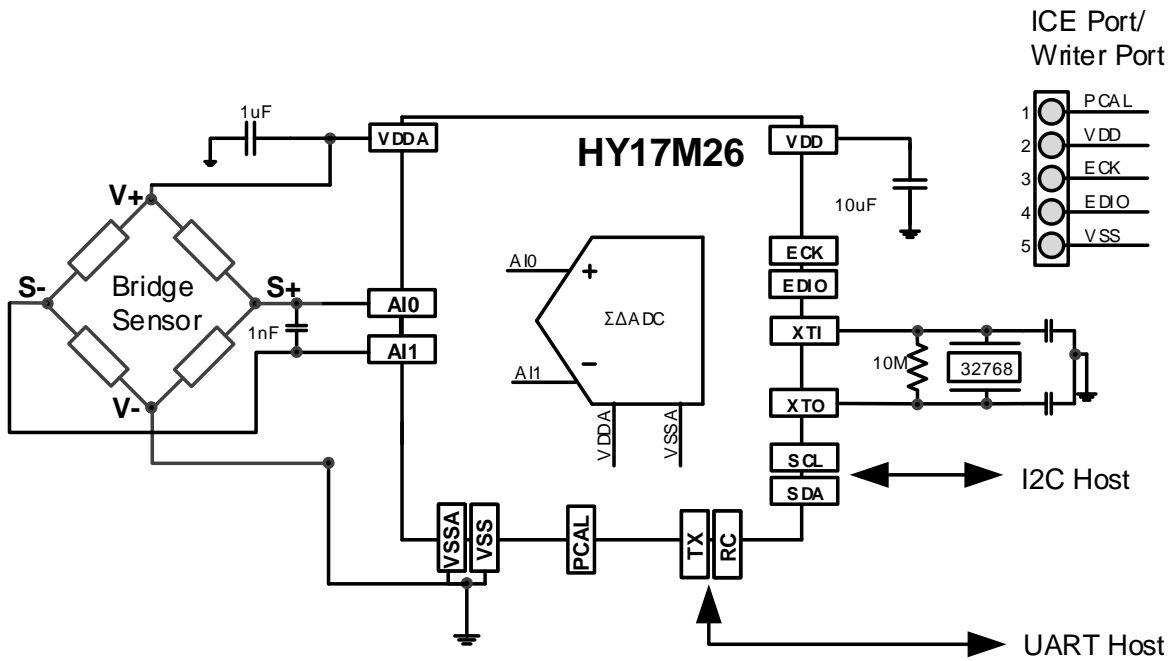 ICE Port/
Writer Port
1 PCAL
2 VDD
3 ECK
4 EDIO
5 VSS
1uF
VDDA
HY17M26
VDD
10uF
V+
S-
Bridge
Sensor
S+
1nF
V-
AI0
AI1
AI0
+
ΣΔADC
AI1
−
VDDA
VSSA
ECK
EDIO
XTI
10M
32768
XTO
SCL
SDA
I2C Host
VSSA
VSS
PCAL
TX
RC
UART Host